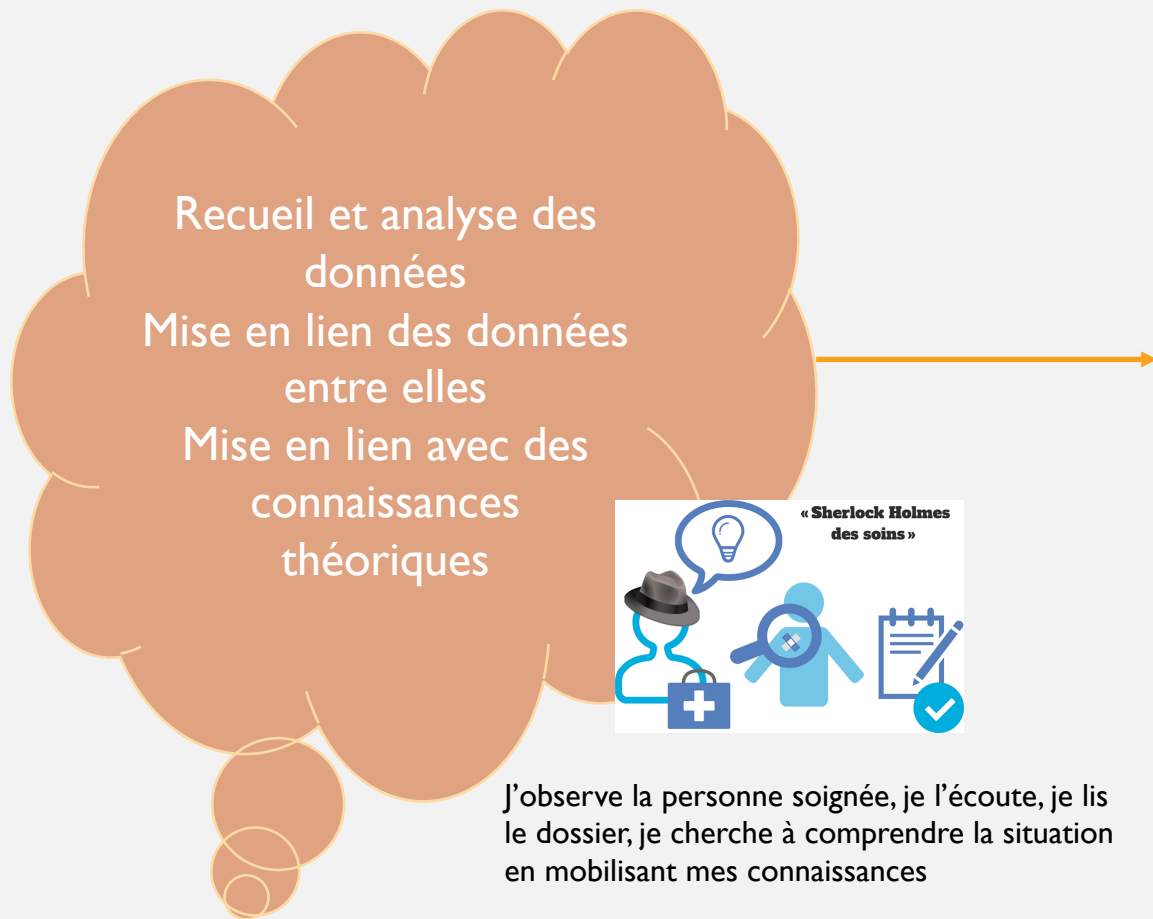 Recueil et analyse des
données
Mise en lien des données
entre elles
Mise en lien avec des
connaissances
théoriques
« Sherlock Holmes
des soins »
J’observe la personne soignée, je l’écoute, je lis
le dossier, je cherche à comprendre la situation
en mobilisant mes connaissances